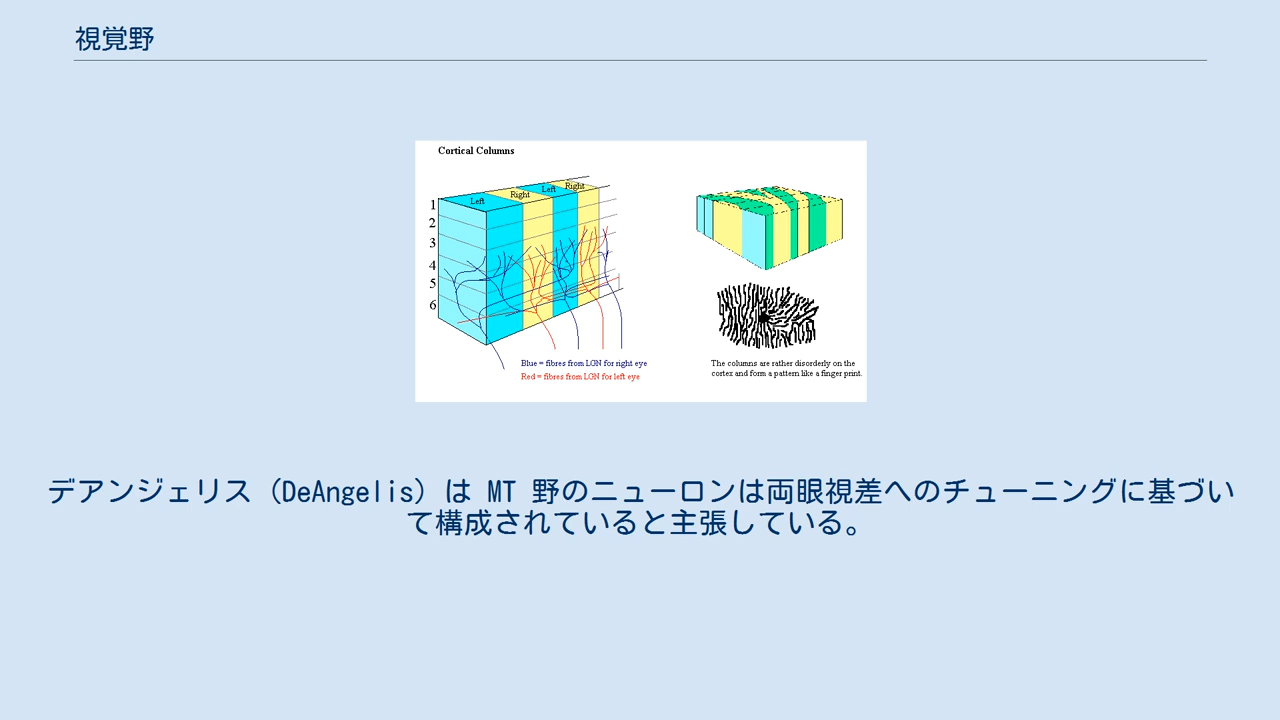 視覚野
Cortical Columns
Left
Right
Left
Right
1
2
3
4
5
6
Blue = fibres from LGN for right eye
Red = fibres from LGN for left eye
The columns are rather disorderly on the
cortex and form a pattern like a finger print.
デアンジェリス (DeAngelis) は MT 野のニューロンは両眼視差へのチューニングに基づい
て構成されていると主張している。